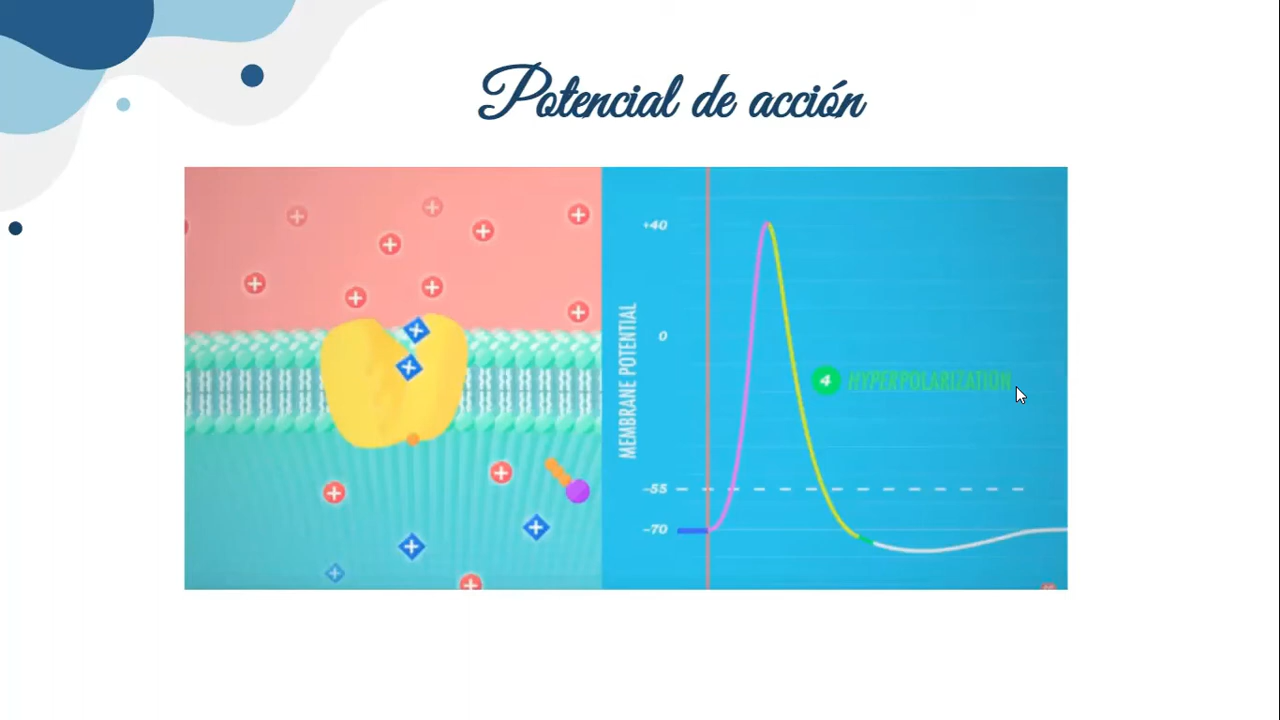 Potencial de acción
+40
0
-55
-70
MEMBRANE POTENTIAL
4 HYPERPOLARIZATION